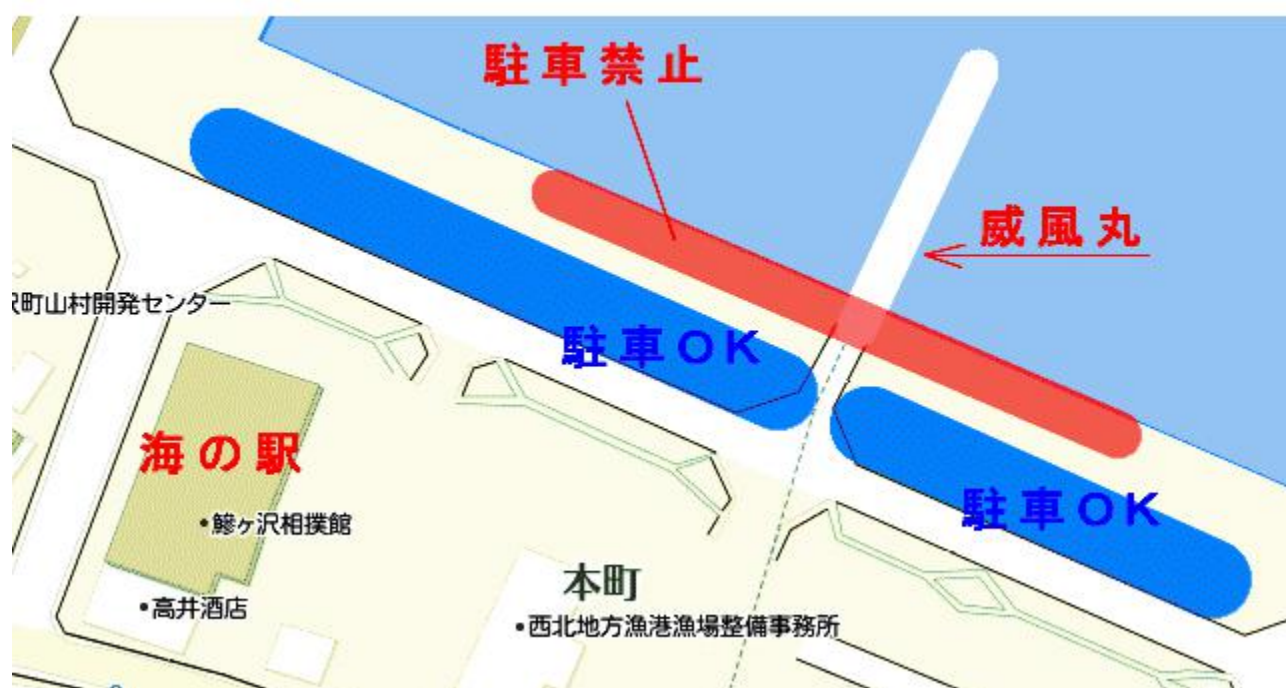 駐車禁止
威風丸
沢町山村開発センター
駐車OK
海の駅
駐車OK
鰺ヶ沢相撲館
本町
高井酒店
西北地方漁港漁場整備事務所